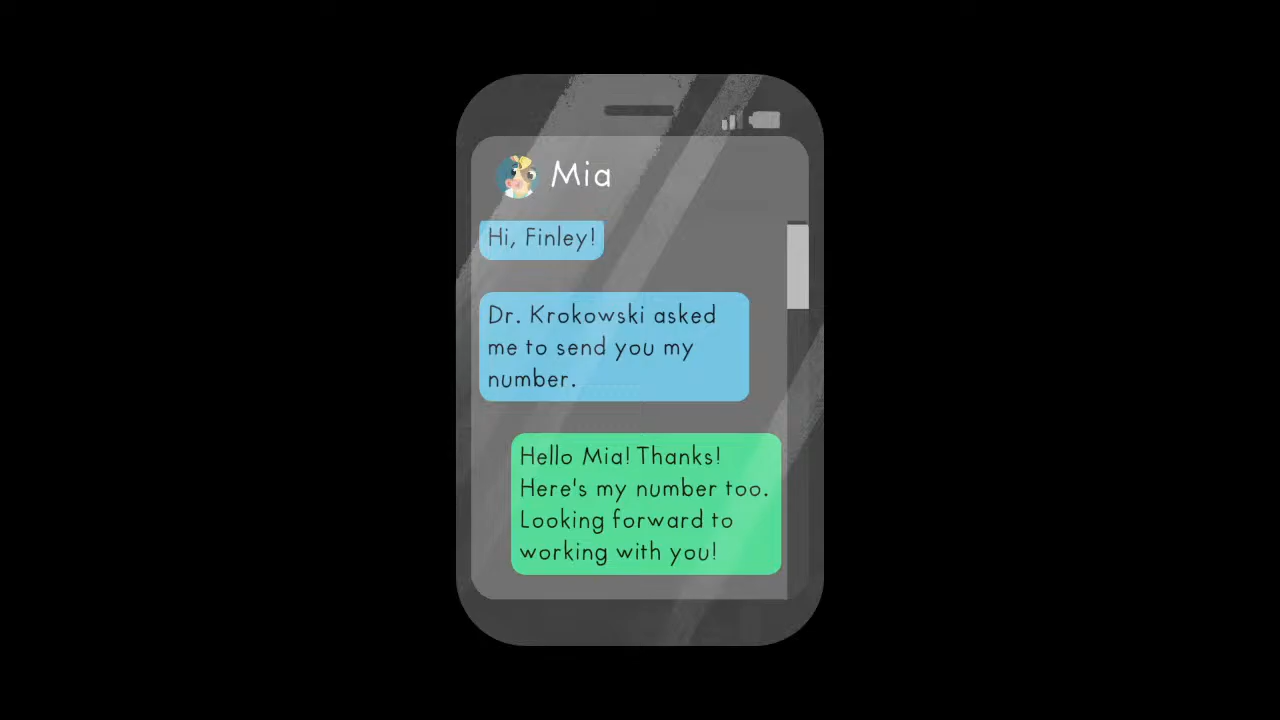 Mia
Hi, Finley!
Dr. Krokowski asked
me to send you my
number.
Hello Mia! Thanks!
Here's my number too.
Looking forward to
working with you!